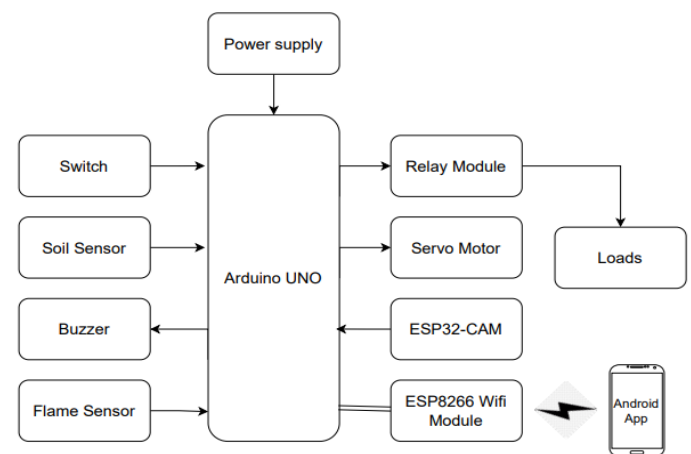 Power supply
Switch
Relay Module
Soil Sensor
Servo Motor
Loads
Arduino UNO
Buzzer
ESP32-CAM
Flame Sensor
ESP8266 Wifi
Module
Android
App